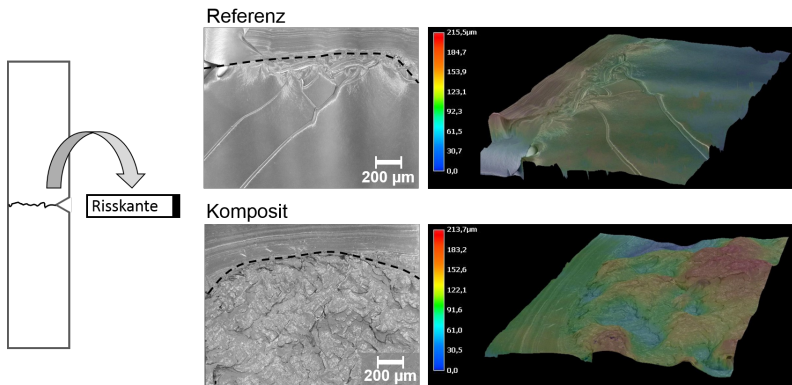 Referenz
200 µm
215,5µm
184,7
153,9
123,1
92,3
61,5
30,7
0,0
Risskante
Komposit
200 µm
213,7µm
183,2
152,6
122,1
91,6
61,0
30,5
0,0